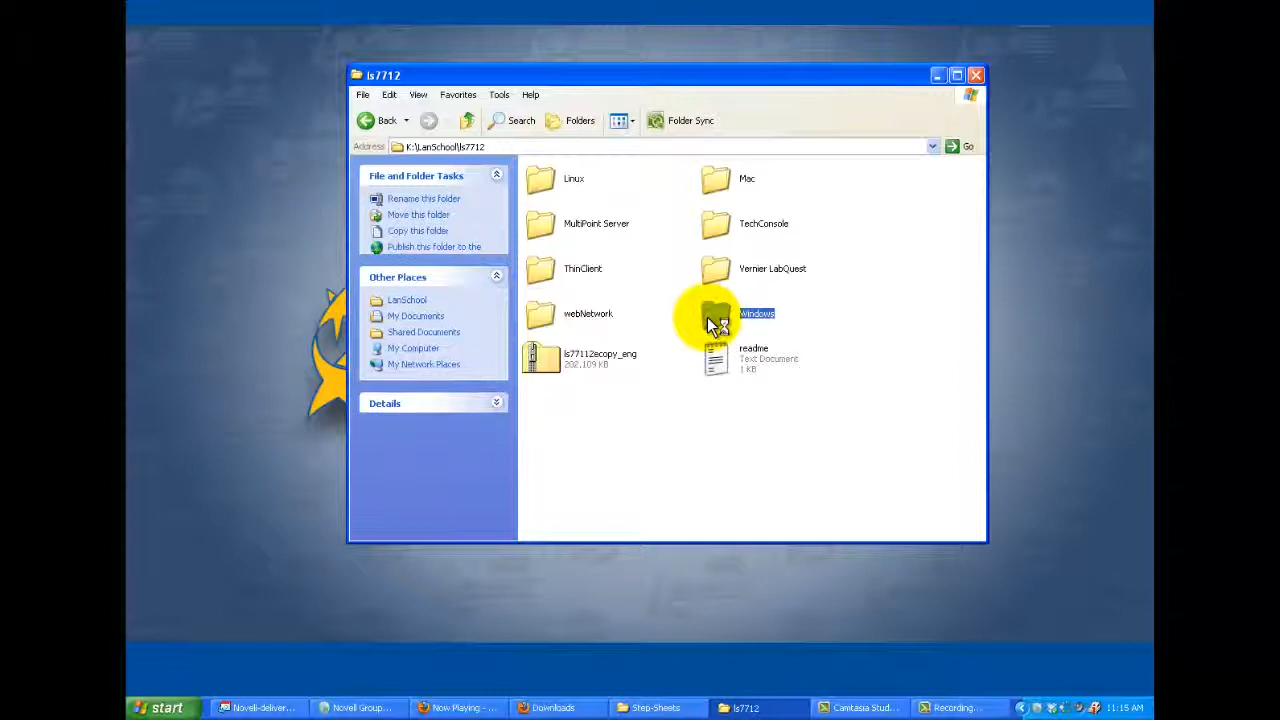 ls7712
File Edit View Favorites Tools Help
Back Search Folders Folder Sync
Address K:\LanSchool\ls7712 Go
File and Folder Tasks
Rename this folder
Move this folder
Copy this folder
Publish this folder to the
Other Places
LanSchool
My Documents
Shared Documents
My Computer
My Network Places
Details
Linux Mac
MultiPoint Server TechConsole
ThinClient Vernier LabQuest
webNetwork Windows
ls77112ecopy_eng
202,109 KB
readme
Text Document
1 KB
start Novell-deliver... Novell Group... Now Playing - ... Downloads Step-Sheets ls7712 Camtasia Stud... Recording... 11:15 AM